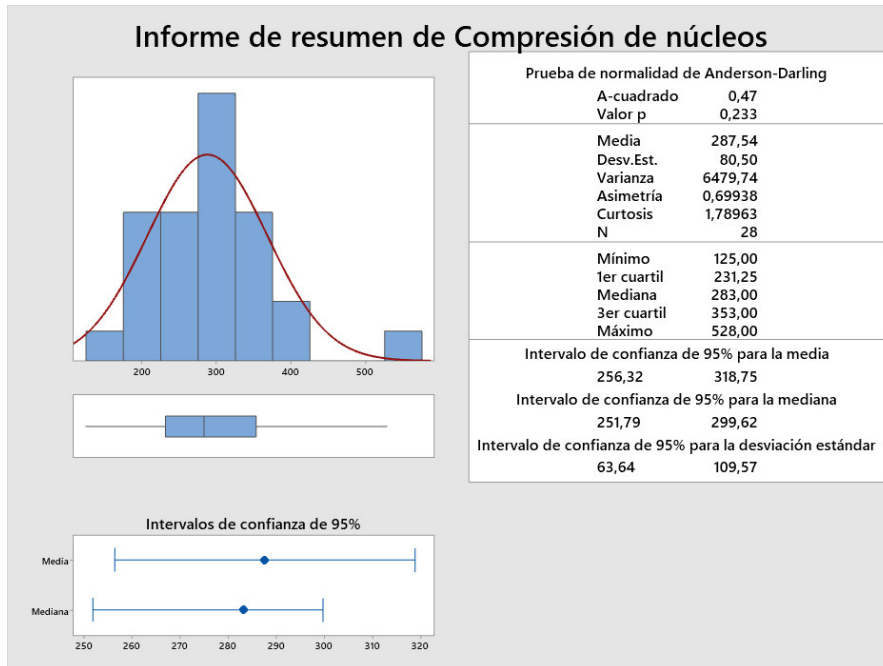 Informe de resumen de Compresión de núcleos
Prueba de normalidad de Anderson-Darling
A-cuadrado 0,47
Valor p 0,233
Media 287,54
Desv.Est. 80,50
Varianza 6479,74
Asimetría 0,69938
Curtosis 1,78963
N 28
Mínimo 125,00
1er cuartil 231,25
Mediana 283,00
3er cuartil 353,00
Máximo 528,00
Intervalo de confianza de 95% para la media
256,32 318,75
Intervalo de confianza de 95% para la mediana
251,79 299,62
Intervalo de confianza de 95% para la desviación estándar
63,64 109,57
200 300 400 500
Intervalos de confianza de 95%
Media
Mediana
250 260 270 280 290 300 310 320